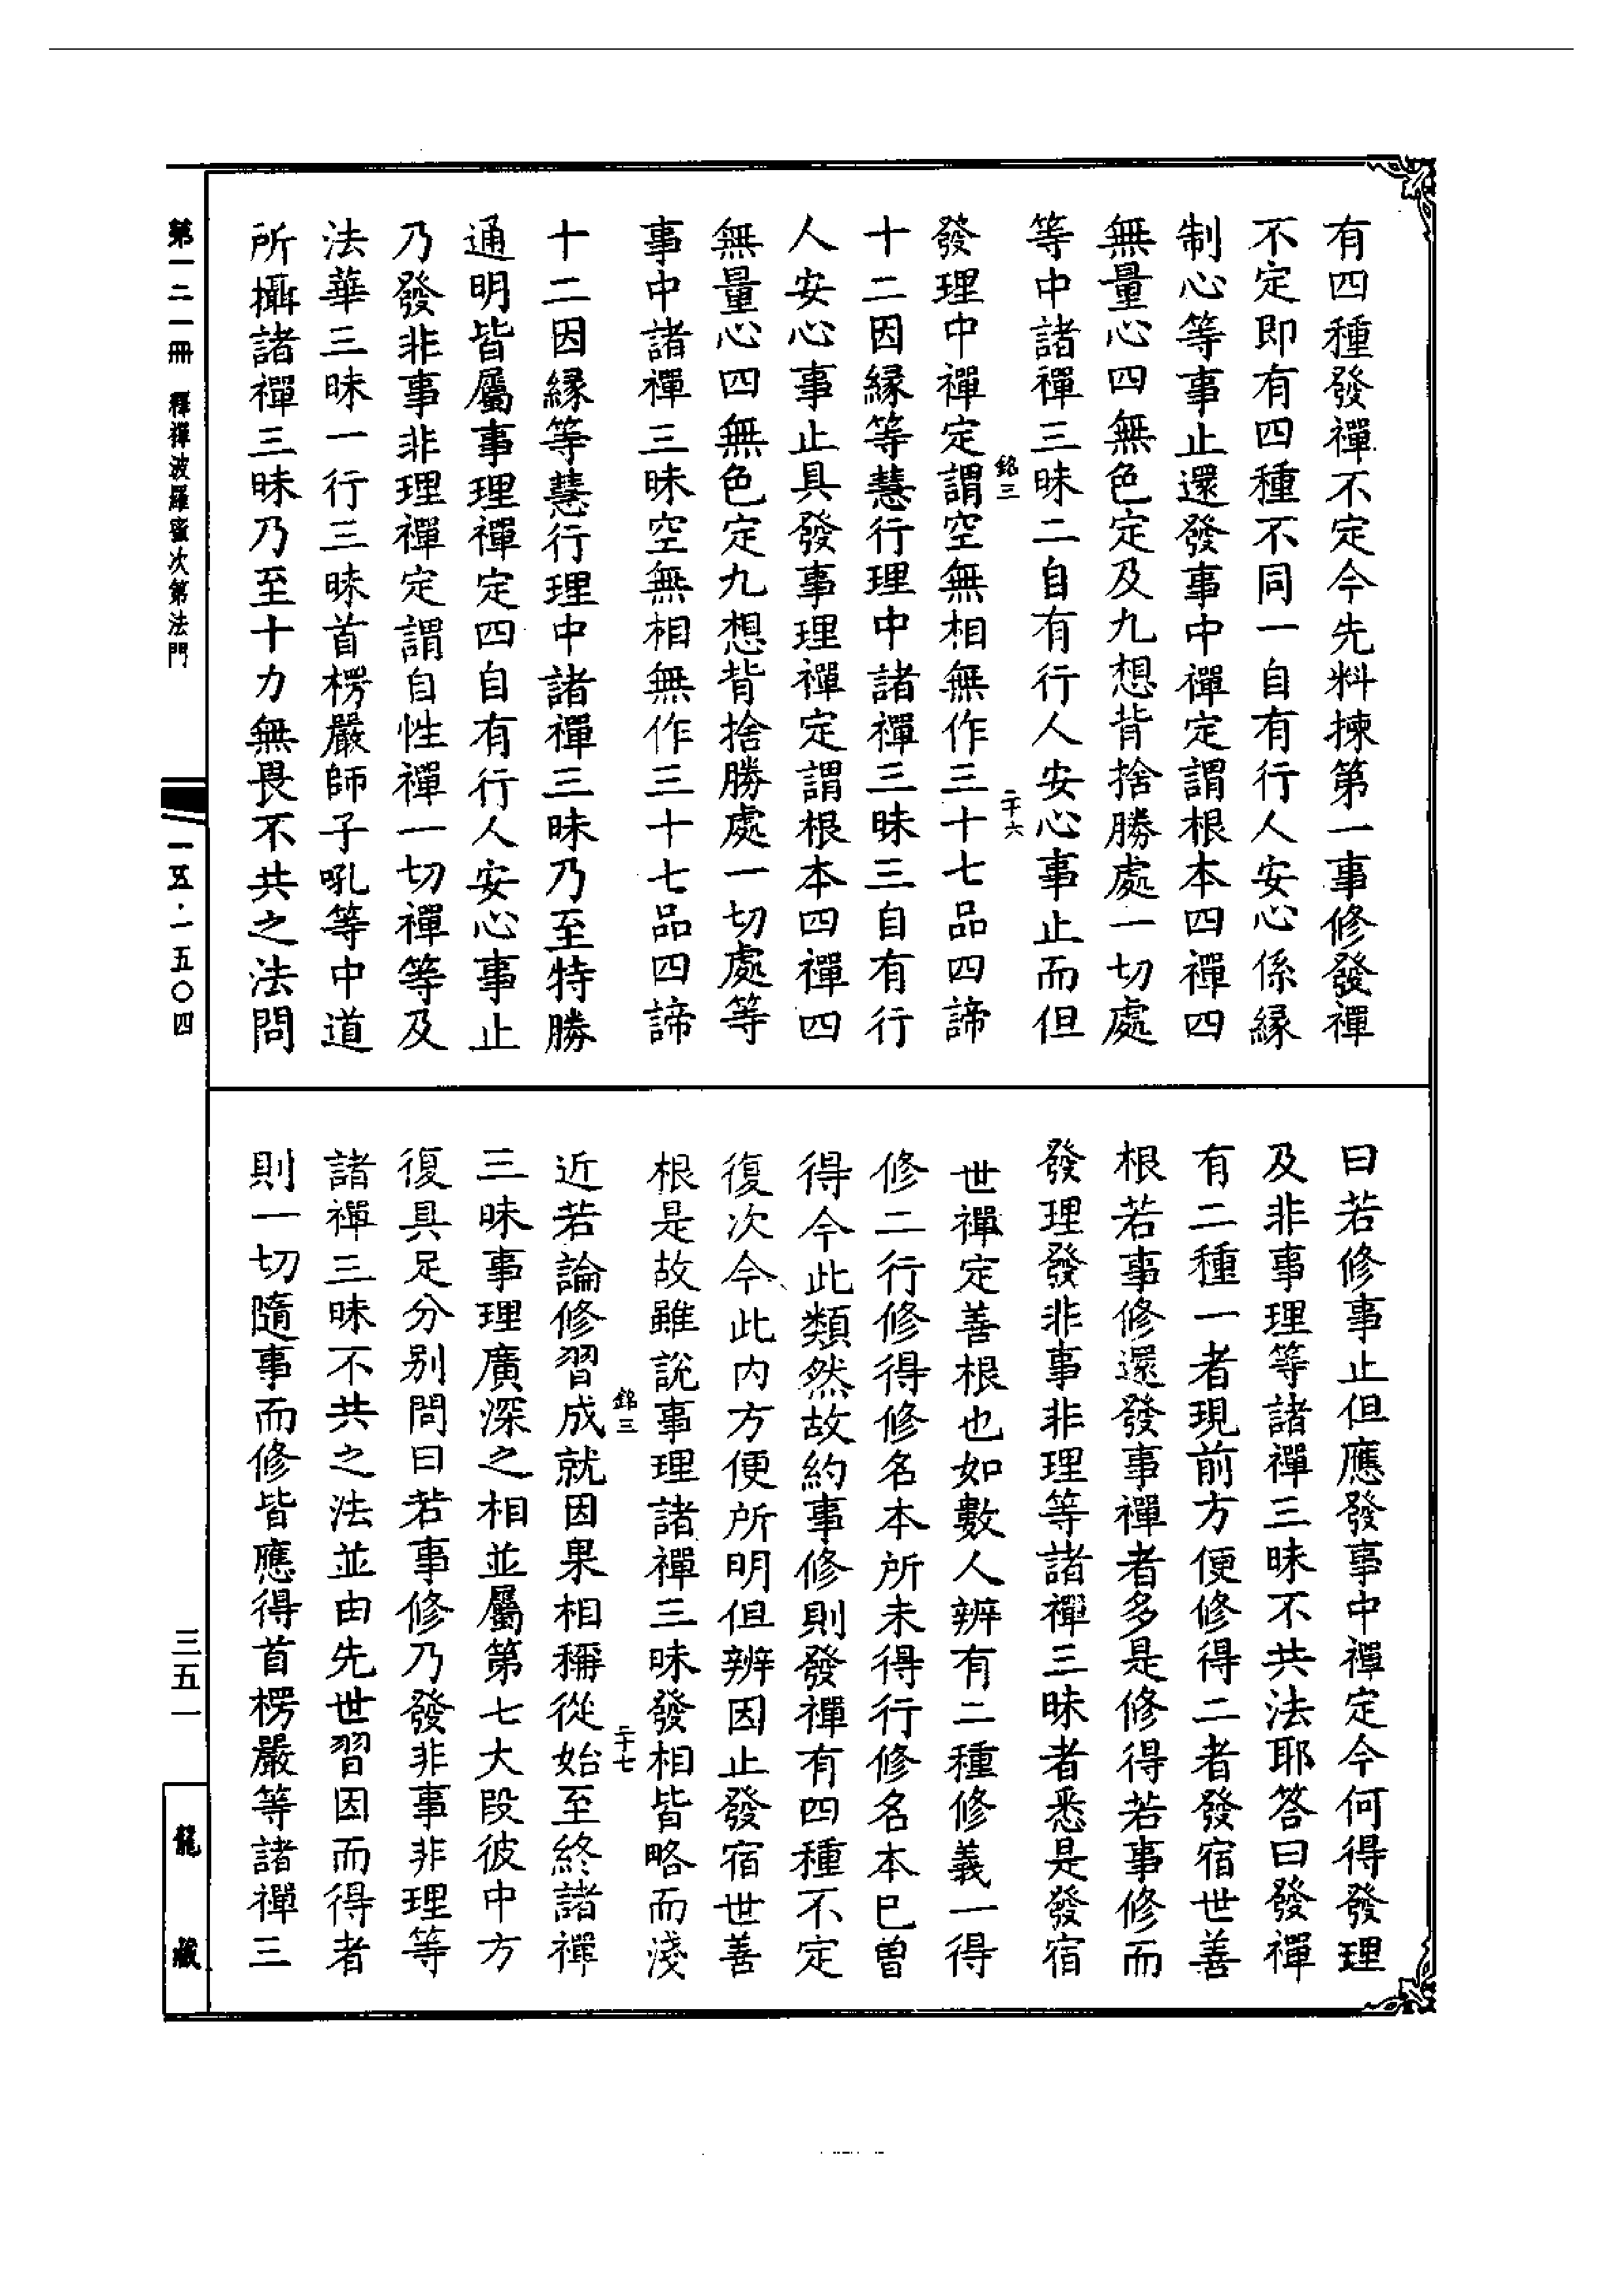 有四種發禪不定今先料揀第一事修發禪
不定即有四種不同一自有行人安心係緣
制心等事止還發事中禪定謂根本四禪四
無量心四無色定及九想背捨勝處一切處
等中諸禪三昧二自有行人安心事止而但
銘三
二十六
發理中禪定謂空無相無作三十七品四諦
十二因緣等慧行理中諸禪三昧三自有行
人安心事止具發事理禪定謂根本四禪四
無量心四無色定九想背捨勝處一切處等
事中諸禪三昧空無相無作三十七品四諦
十二因緣等慧行理中諸禪三昧乃至特勝
通明皆屬事理禪定四自有行人安心事止
乃發非事非理禪定謂自性禪一切禪等及
法華三昧一行三昧首楞嚴師子吼等中道
所攝諸禪三昧乃至十力無畏不共之法問
曰若修事止但應發事中禪定今何得發理
及非事理等諸禪三昧不共法耶答曰發禪
有二種一者現前方便修得二者發宿世善
根若事修還發事禪者多是修得若事修而
發理發非事非理等諸禪三昧者悉是發宿
世禪定善根也如數人辨有二種修義一得
修二行修得修名本所未得行修名本已曾
得今此類然故約事修則發禪有四種不定
復次今此內方便所明但辨因止發宿世善
根是故雖說事理諸禪三昧發相皆略而淺
銘三
二十七
近若論修習成就因果相稱從始至終諸禪
三昧事理廣深之相並屬第七大段彼中方
復具足分別問曰若事修乃發非事非理等
諸禪三昧不共之法並由先世習因而得者
則一切隨事而修皆應得首楞嚴等諸禪三
第一二一冊 釋禪波羅蜜次第法門
一五·一五〇四
三五一
龍藏